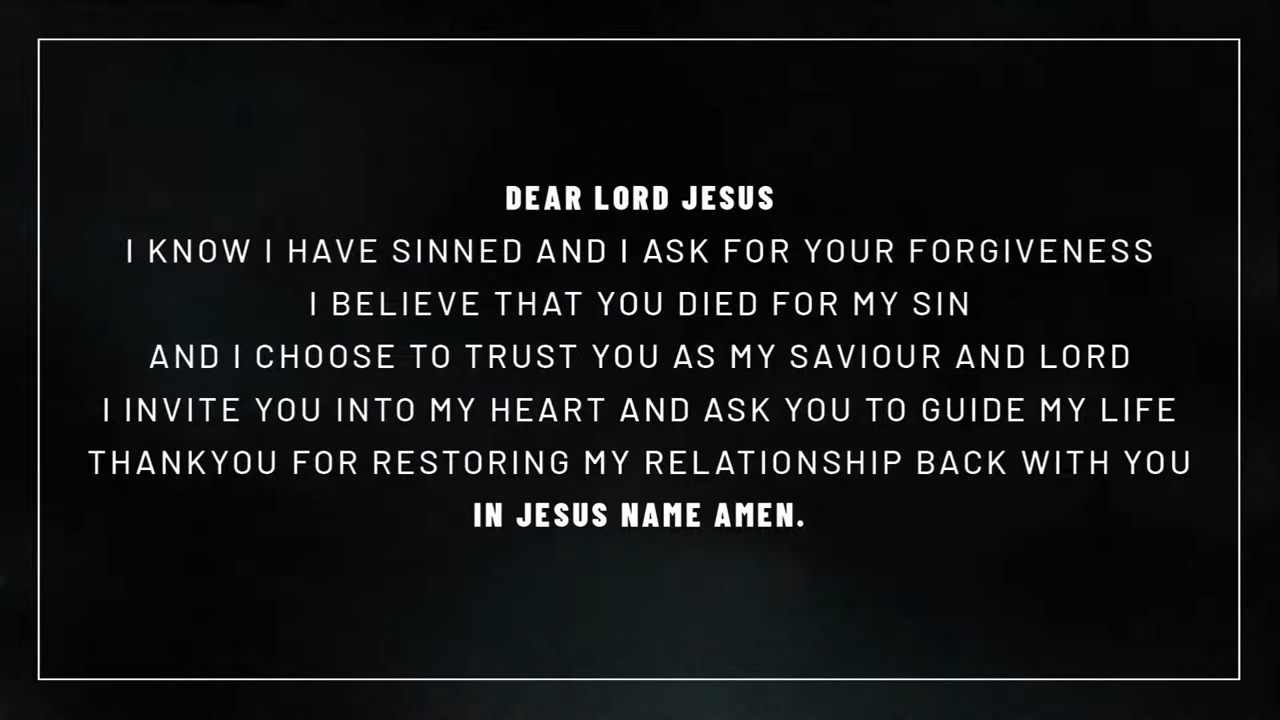 DEAR LORD JESUS
I KNOW I HAVE SINNED AND I ASK FOR YOUR FORGIVENESS
I BELIEVE THAT YOU DIED FOR MY SIN
AND I CHOOSE TO TRUST YOU AS MY SAVIOUR AND LORD
I INVITE YOU INTO MY HEART AND ASK YOU TO GUIDE MY LIFE
THANKYOU FOR RESTORING MY RELATIONSHIP BACK WITH YOU
IN JESUS NAME AMEN.